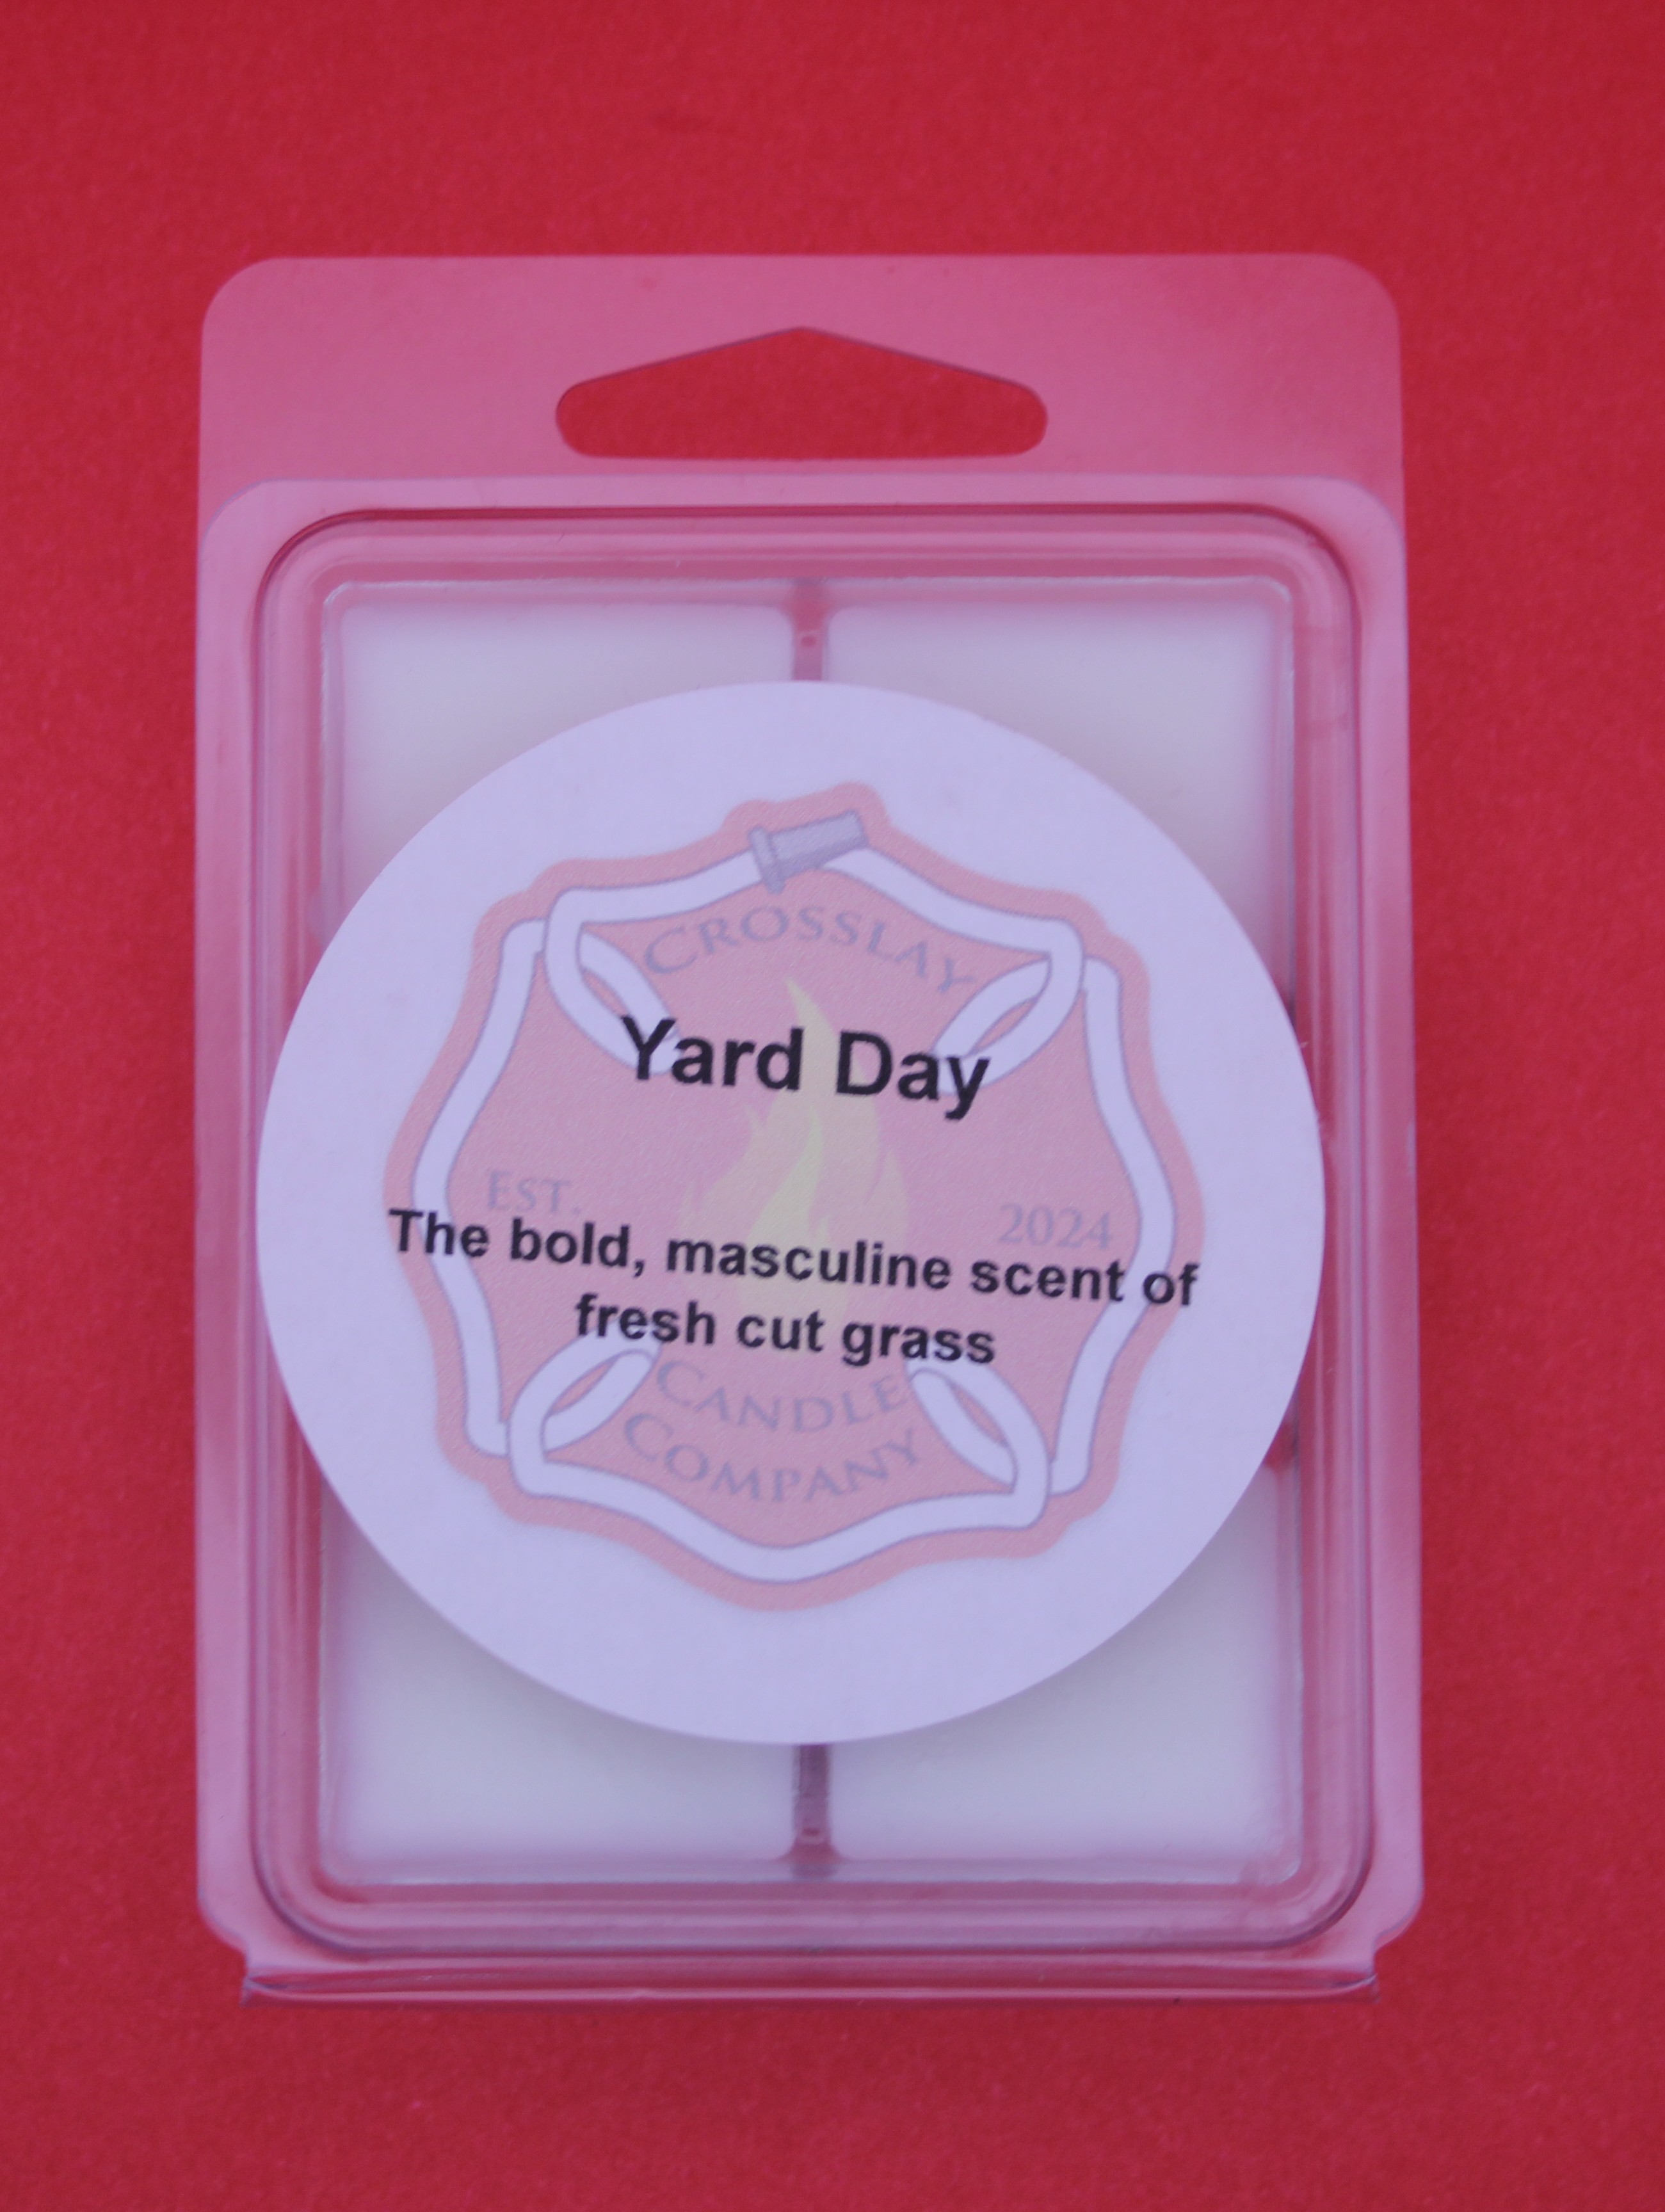 CROSSLAY
Yard Day
EST. 2024
The bold, masculine scent of
fresh cut grass
CANDLE
COMPANY